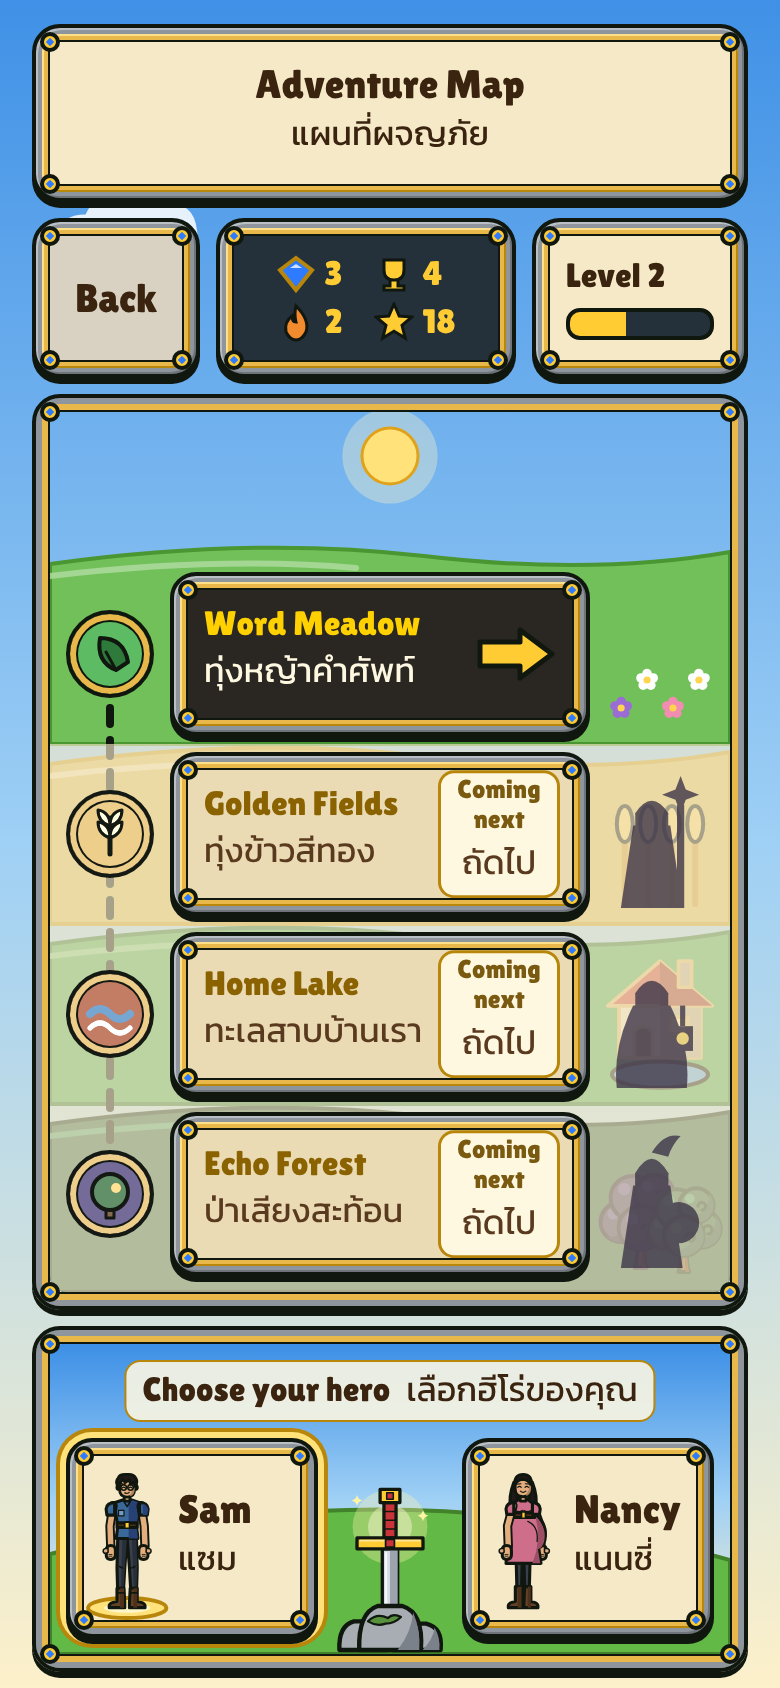 Adventure Map
แผนที่ผจญภัย
Back
3 4
2 18
Level 2
Word Meadow
ทุ่งหญ้าคำศัพท์
Golden Fields
ทุ่งข้าวสีทอง
Coming
next
ถัดไป
Home Lake
ทะเลสาบบ้านเรา
Coming
next
ถัดไป
Echo Forest
ป่าเสียงสะท้อน
Coming
next
ถัดไป
Choose your hero เลือกฮีโร่ของคุณ
Sam
แซม
Nancy
แนนซี่